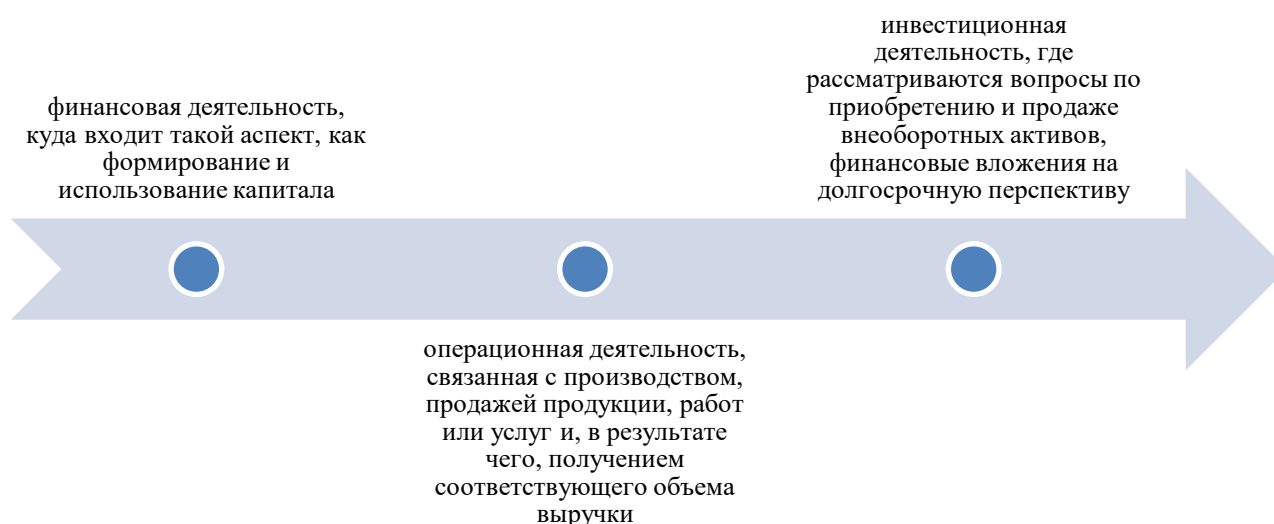 финансовая деятельность,
куда входит такой аспект, как
формирование и
использование капитала
операционная деятельность,
связанная с производством,
продажей продукции, работ
или услуг и, в результате
чего, получением
соответствующего объема
выручки
инвестиционная
деятельность, где
рассматриваются вопросы по
приобретению и продаже
внеоборотных активов,
финансовые вложения на
долгосрочную перспективу